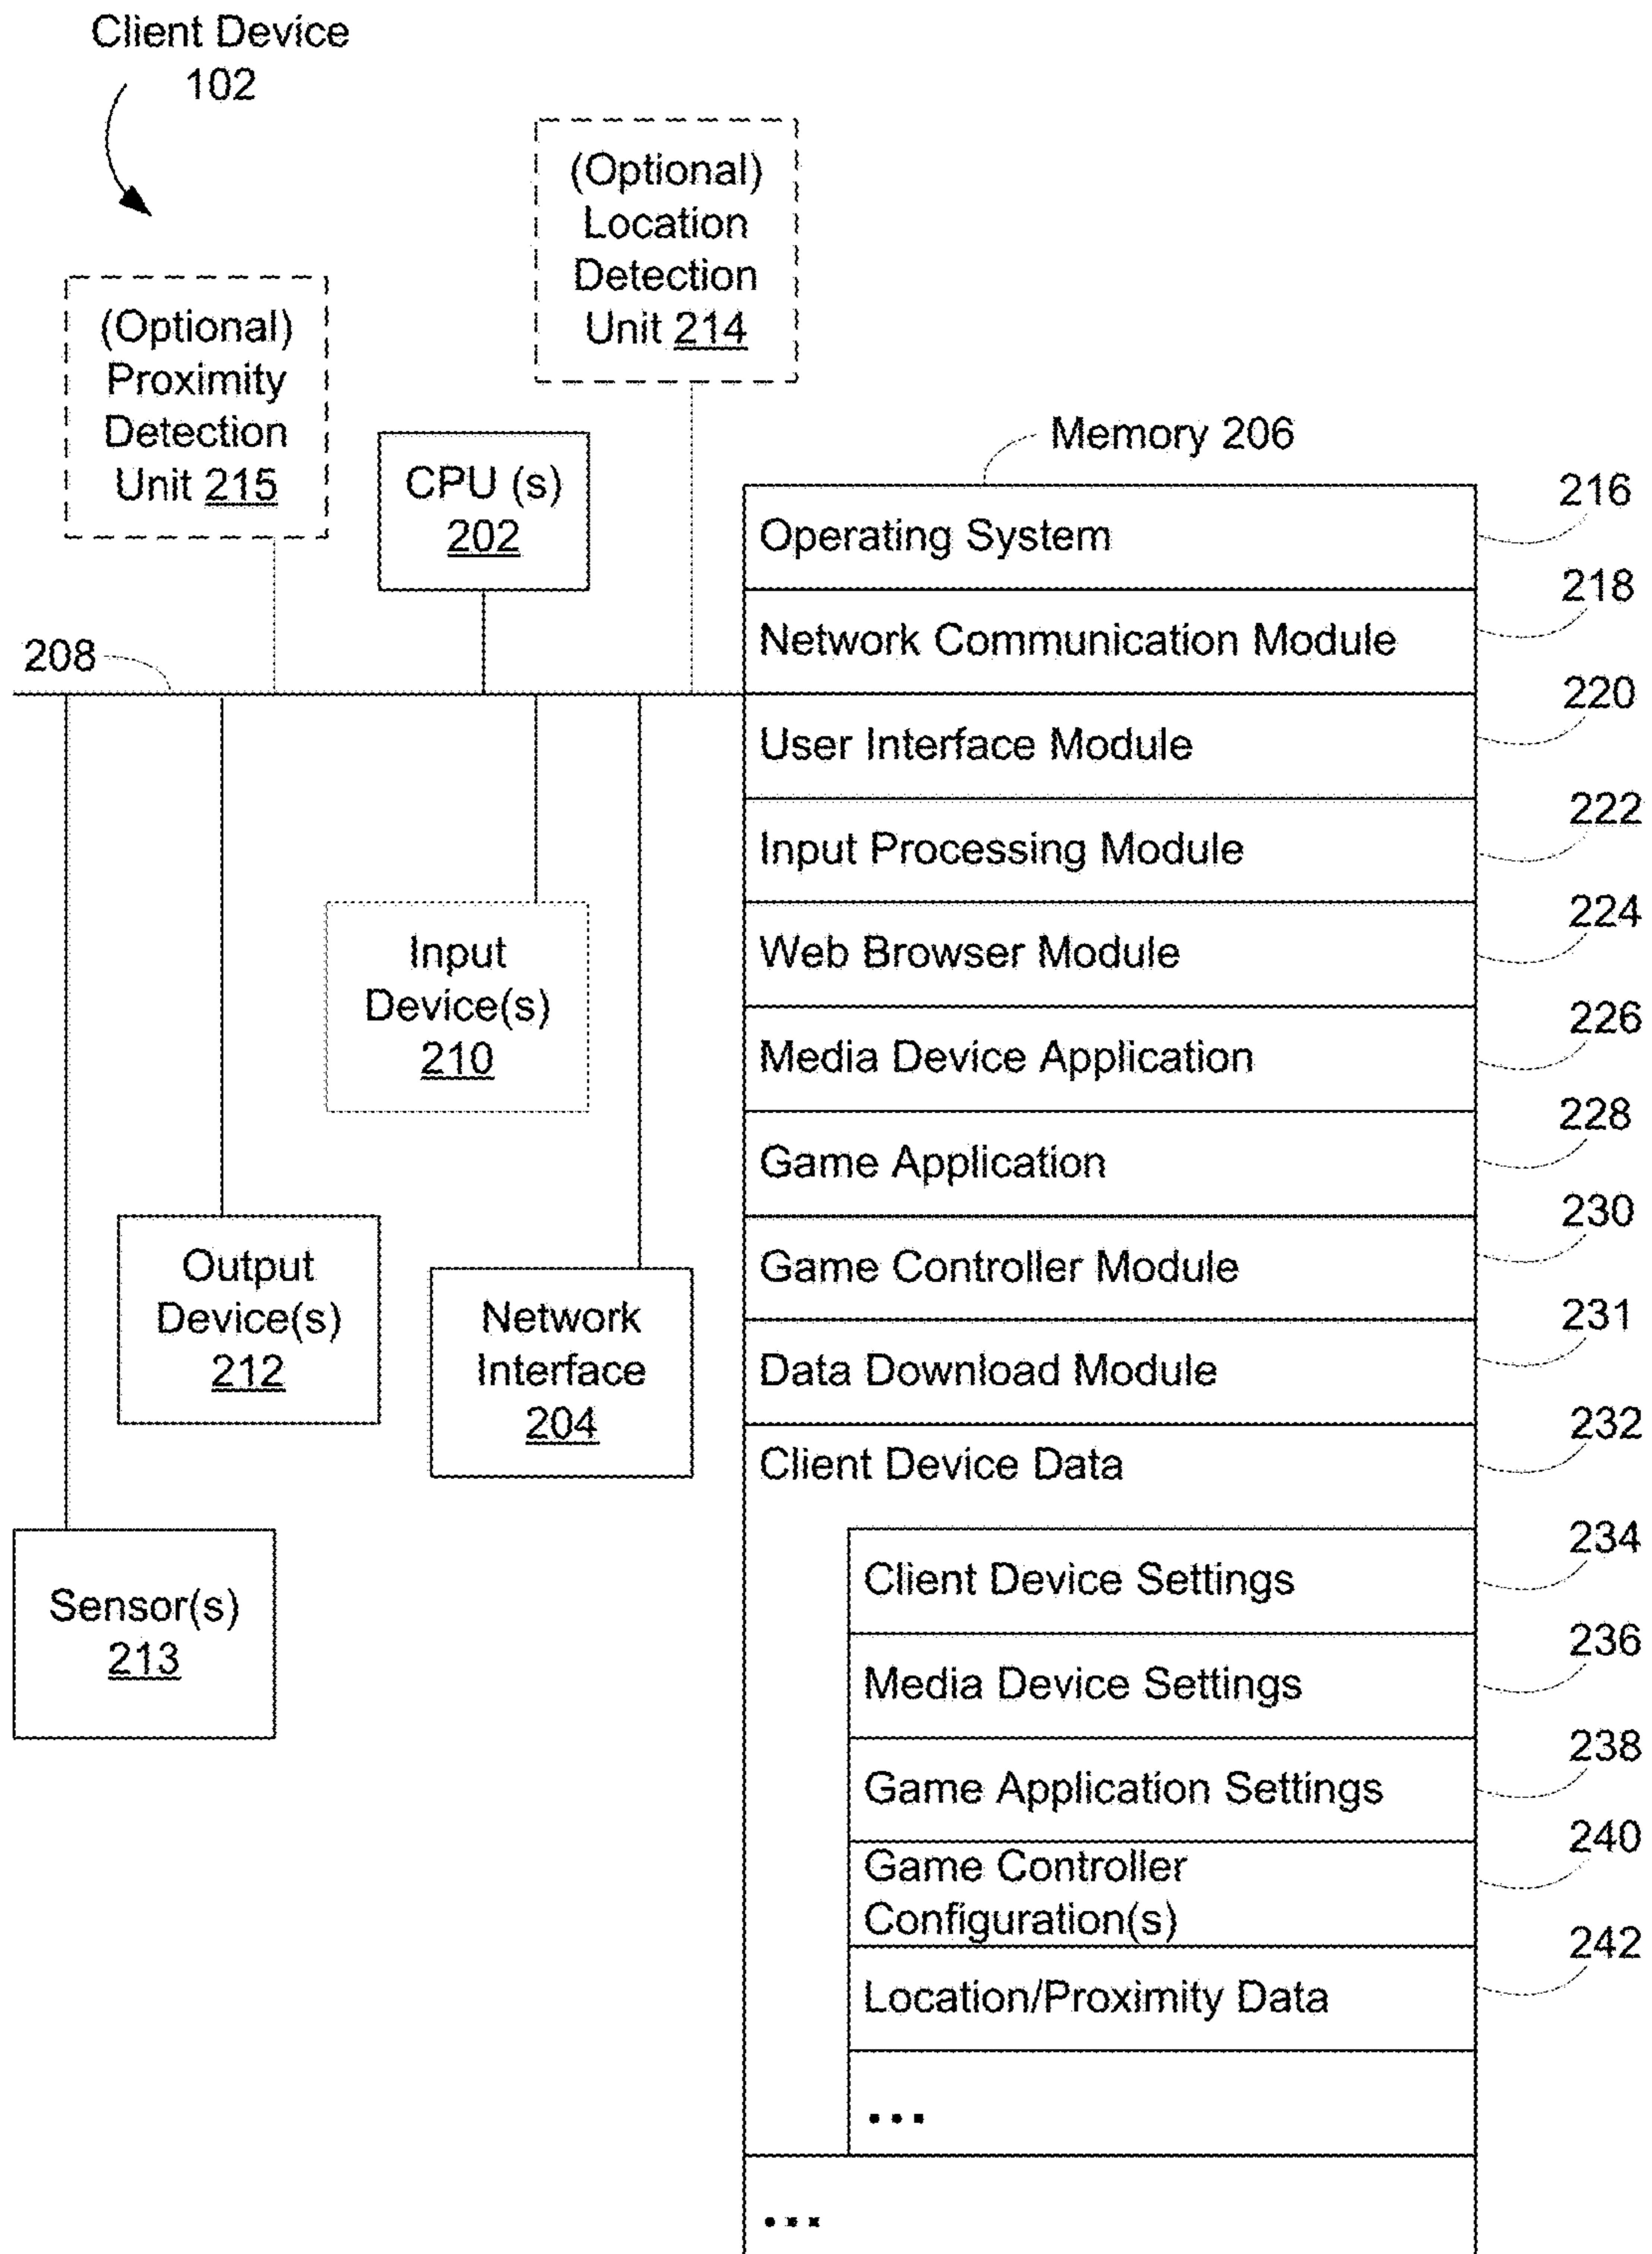 Client Device
102
(Optional)
Location
Detection
Unit 214
(Optional)
Proximity
Detection
Unit 215
CPU (s)
202
208
Input
Device(s)
210
Output
Device(s)
212
Network
Interface
204
Sensor(s)
213
Memory 206
Operating System
216
Network Communication Module
218
User Interface Module
220
Input Processing Module
222
Web Browser Module
224
Media Device Application
226
Game Application
228
Game Controller Module
230
Data Download Module
231
Client Device Data
232
Client Device Settings
234
Media Device Settings
236
Game Application Settings
238
Game Controller
Configuration(s)
240
Location/Proximity Data
242
...
...